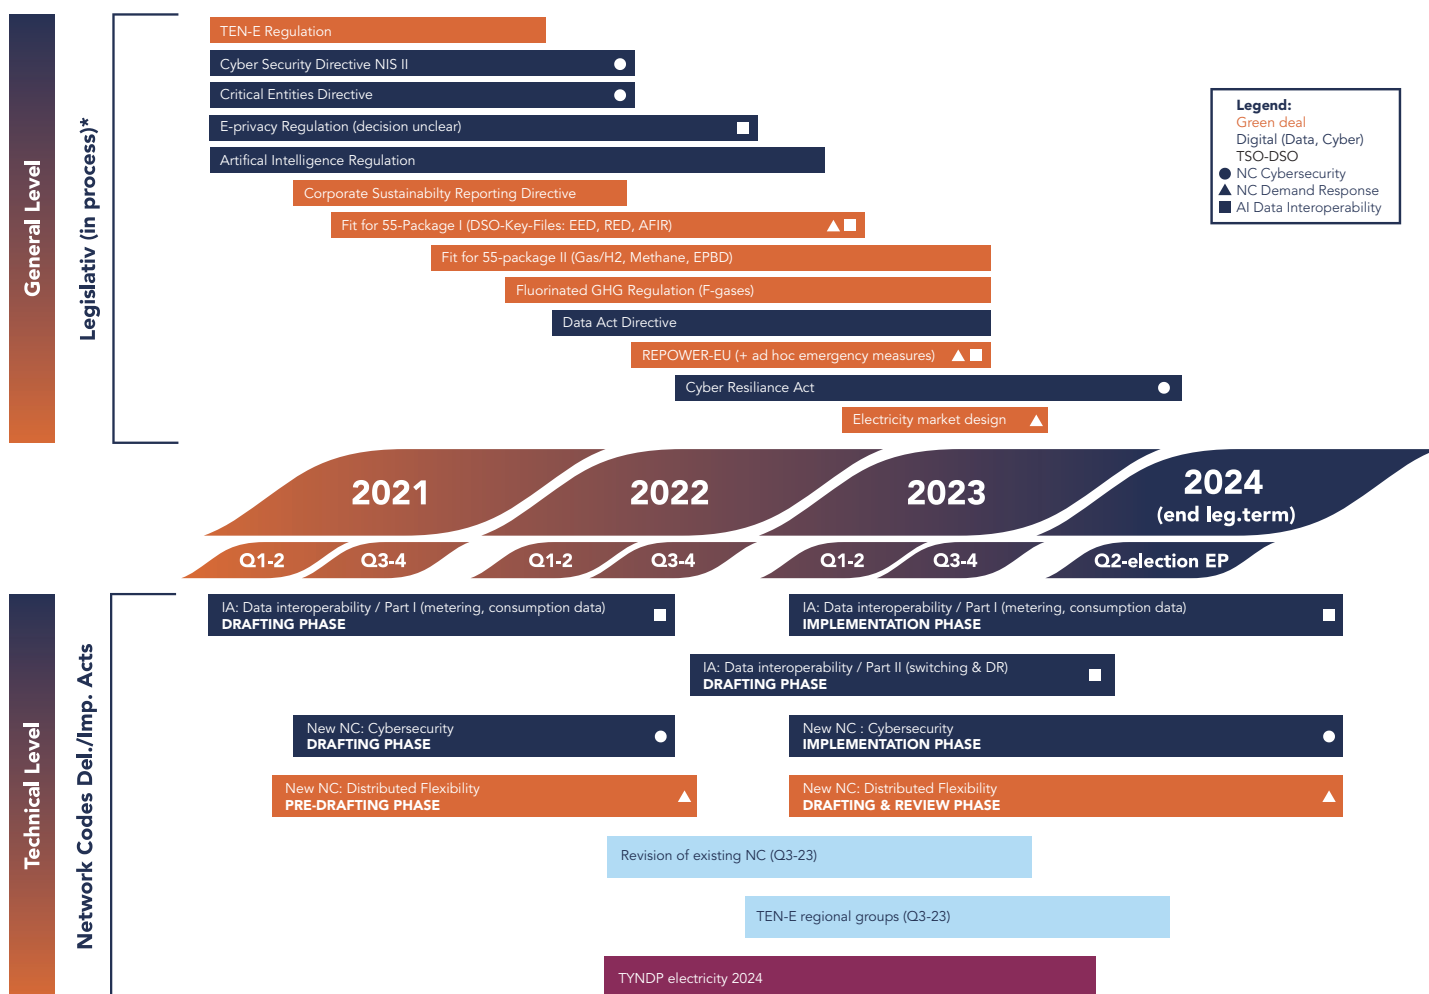 General Level
Legislativ (in process)*
TEN-E Regulation
Cyber Security Directive NIS II
Critical Entities Directive
E-privacy Regulation (decision unclear)
Artifical Intelligence Regulation
Corporate Sustainabilty Reporting Directive
Fit for 55-Package I (DSO-Key-Files: EED, RED, AFIR)
Fit for 55-package II (Gas/H2, Methane, EPBD)
Fluorinated GHG Regulation (F-gases)
Data Act Directive
REPOWER-EU (+ ad hoc emergency measures)
Cyber Resiliance Act
Electricity market design
Legend:
Green deal
Digital (Data, Cyber)
TSO-DSO
NC Cybersecurity
NC Demand Response
AI Data Interoperability
2021
2022
2023
2024
(end leg.term)
Q1-2
Q3-4
Q1-2
Q3-4
Q1-2
Q3-4
Q2-election EP
Technical Level
Network Codes Del./Imp. Acts
IA: Data interoperability / Part I (metering, consumption data)
DRAFTING PHASE
IA: Data interoperability / Part I (metering, consumption data)
IMPLEMENTATION PHASE
IA: Data interoperability / Part II (switching & DR)
DRAFTING PHASE
New NC: Cybersecurity
DRAFTING PHASE
New NC : Cybersecurity
IMPLEMENTATION PHASE
New NC: Distributed Flexibility
PRE-DRAFTING PHASE
New NC: Distributed Flexibility
DRAFTING & REVIEW PHASE
Revision of existing NC (Q3-23)
TEN-E regional groups (Q3-23)
TYNDP electricity 2024